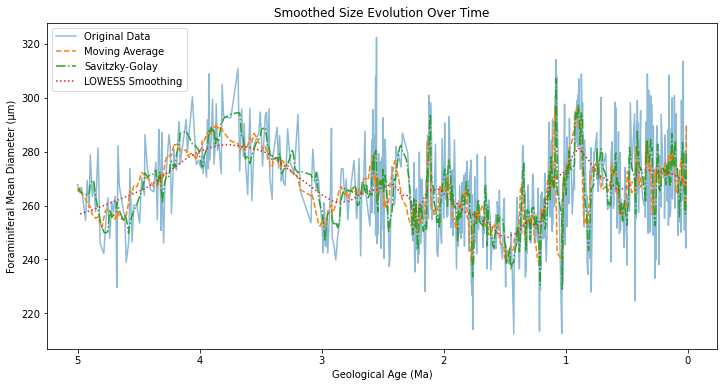 Smoothed Size Evolution Over Time
Original Data
Moving Average
Savitzky-Golay
LOWESS Smoothing
Foraminiferal Mean Diameter (μm)
320
300
280
260
240
220
5 4 3 2 1 0
Geological Age (Ma)